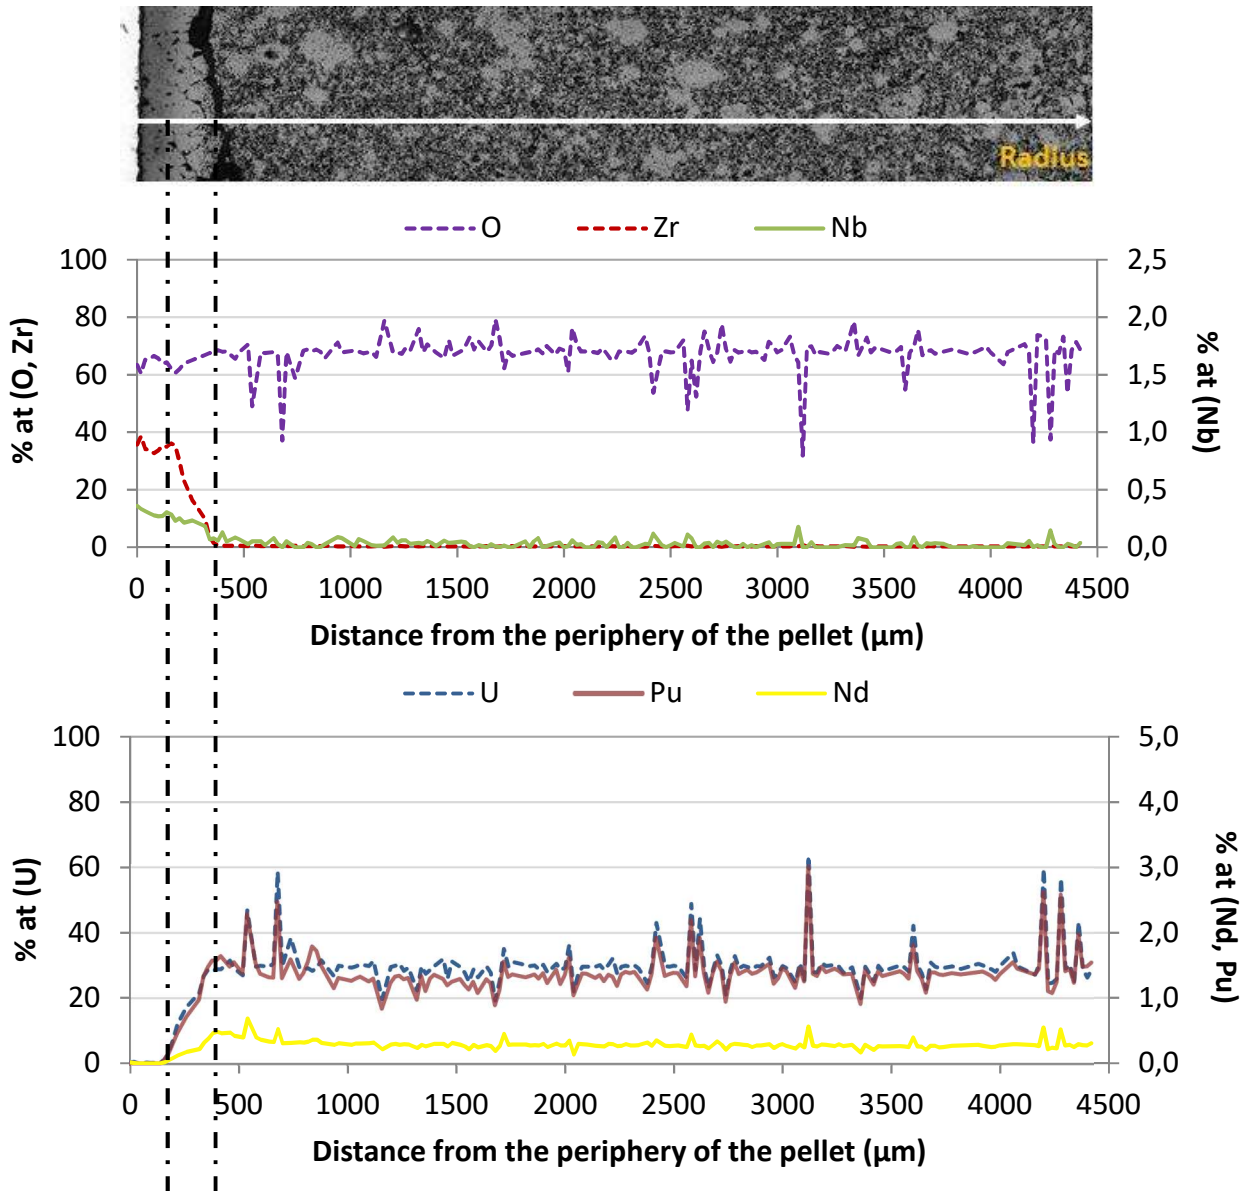 Radius
O Zr Nb
100 2,5
80 2,0
60 1,5
40 1,0
20 0,5
0 0,0
% at (O, Zr)
% at (Nb)
0 500 1000 1500 2000 2500 3000 3500 4000 4500
Distance from the periphery of the pellet (µm)
U Pu Nd
100 5,0
80 4,0
60 3,0
40 2,0
20 1,0
0 0,0
% at (U)
% at (Nd, Pu)
0 500 1000 1500 2000 2500 3000 3500 4000 4500
Distance from the periphery of the pellet (µm)